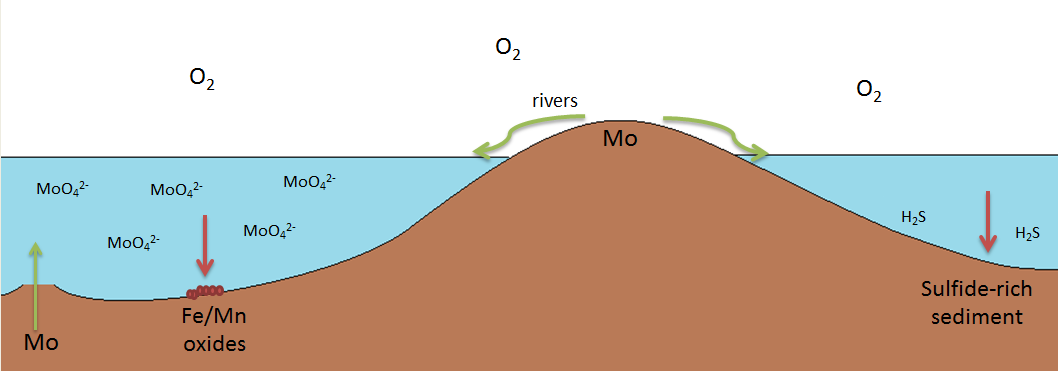 O₂
O₂
O₂
rivers
Mo
MoO₄²⁻
MoO₄²⁻
MoO₄²⁻
MoO₄²⁻
MoO₄²⁻
H₂S
H₂S
Mo
Fe/Mn
oxides
Sulfide-rich
sediment